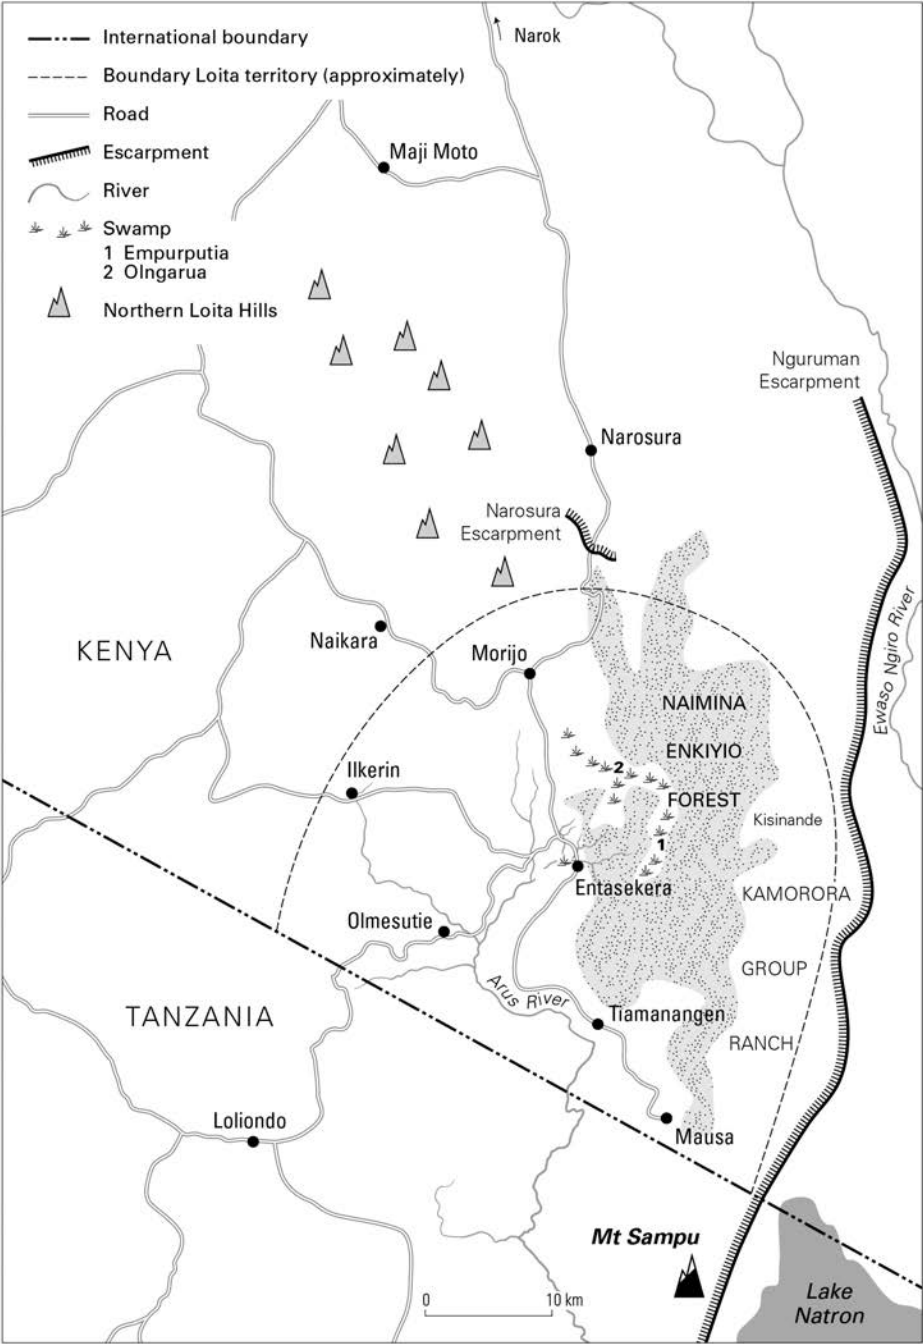 International boundary
Boundary Loita territory (approximately)
Road
Escarpment
River
Swamp
1 Empurputia
2 Olngarua
Northern Loita Hills
Narok
Maji Moto
Nguruman
Escarpment
Narosura
Narosura
Escarpment
Ewaso Ngiro River
KENYA
Naikara
Morijo
NAIMINA
ENKIYIO
FOREST
2
Ilkerin
1
Kisinande
Entasekera
KAMORORA
GROUP
RANCH
Olmesutie
Arus River
TANZANIA
Tiamanangen
Loliondo
Mausa
Mt Sampu
0 10 km
Lake
Natron